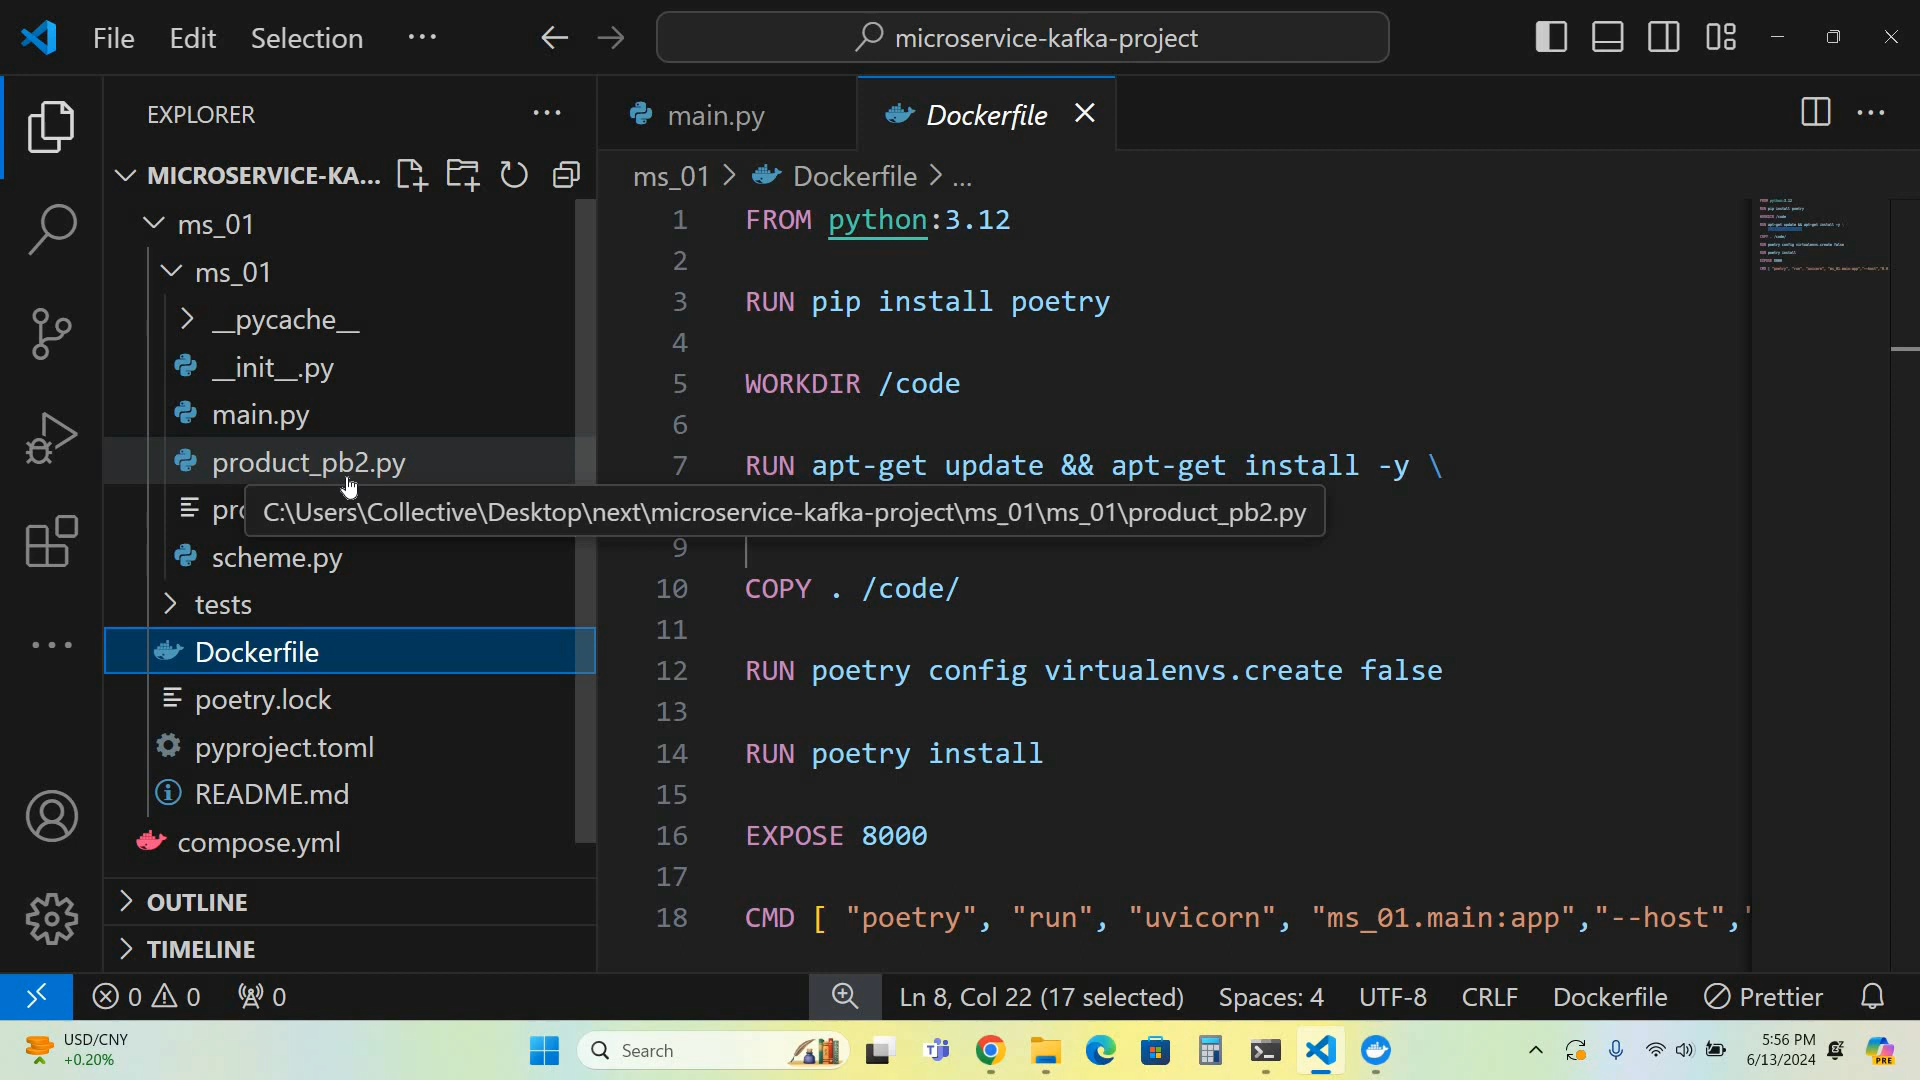 File Edit Selection ···
microservice-kafka-project
EXPLORER
MICROSERVICE-KA...
ms_01
ms_01
__pycache__
__init__.py
main.py
product_pb2.py
scheme.py
tests
Dockerfile
poetry.lock
pyproject.toml
README.md
compose.yml
OUTLINE
TIMELINE
main.py
Dockerfile
ms_01 > Dockerfile > ...
1 FROM python:3.12
2
3 RUN pip install poetry
4
5 WORKDIR /code
6
7 RUN apt-get update && apt-get install -y \
C:\Users\Collective\Desktop\next\microservice-kafka-project\ms_01\ms_01\product_pb2.py
9
10 COPY . /code/
11
12 RUN poetry config virtualenvs.create false
13
14 RUN poetry install
15
16 EXPOSE 8000
17
18 CMD [ "poetry", "run", "uvicorn", "ms_01.main:app","--host","
0 0 0
Ln 8, Col 22 (17 selected) Spaces: 4 UTF-8 CRLF Dockerfile Prettier
USD/CNY
+0.20%
Search
5:56 PM
6/13/2024
PRE